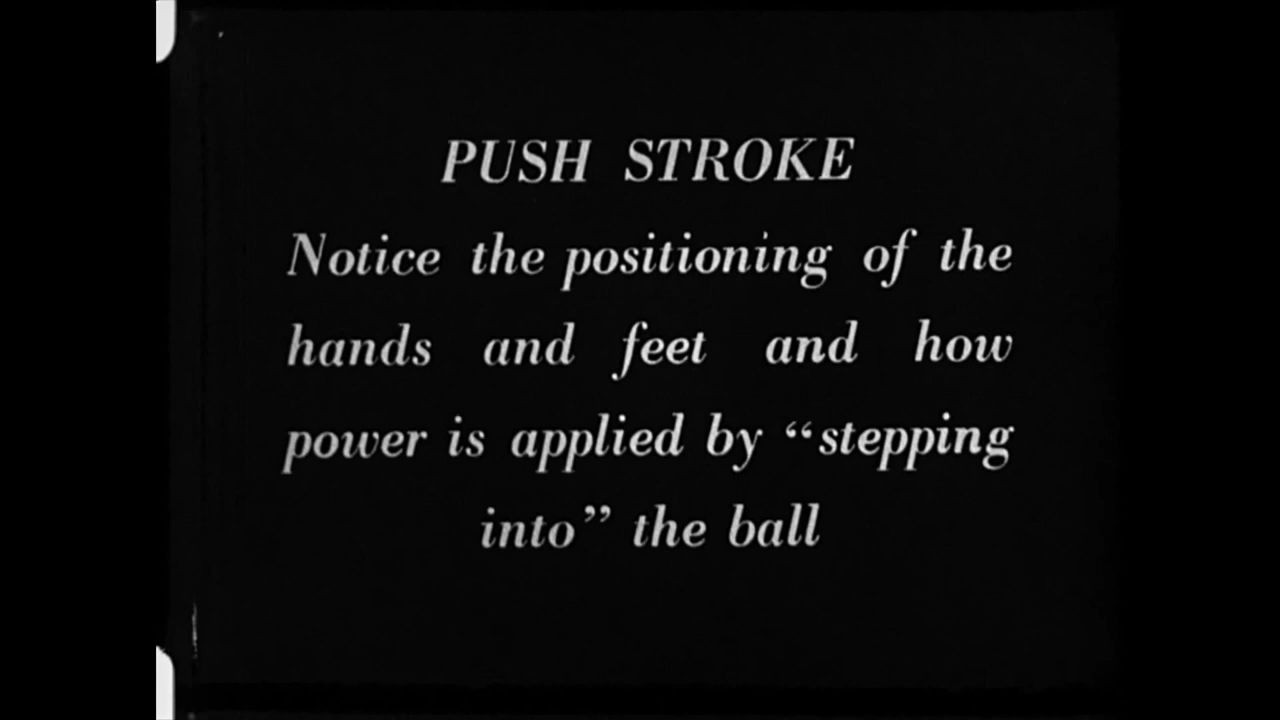 PUSH STROKE
Notice the positioning of the
hands and feet and how
power is applied by “stepping
into” the ball